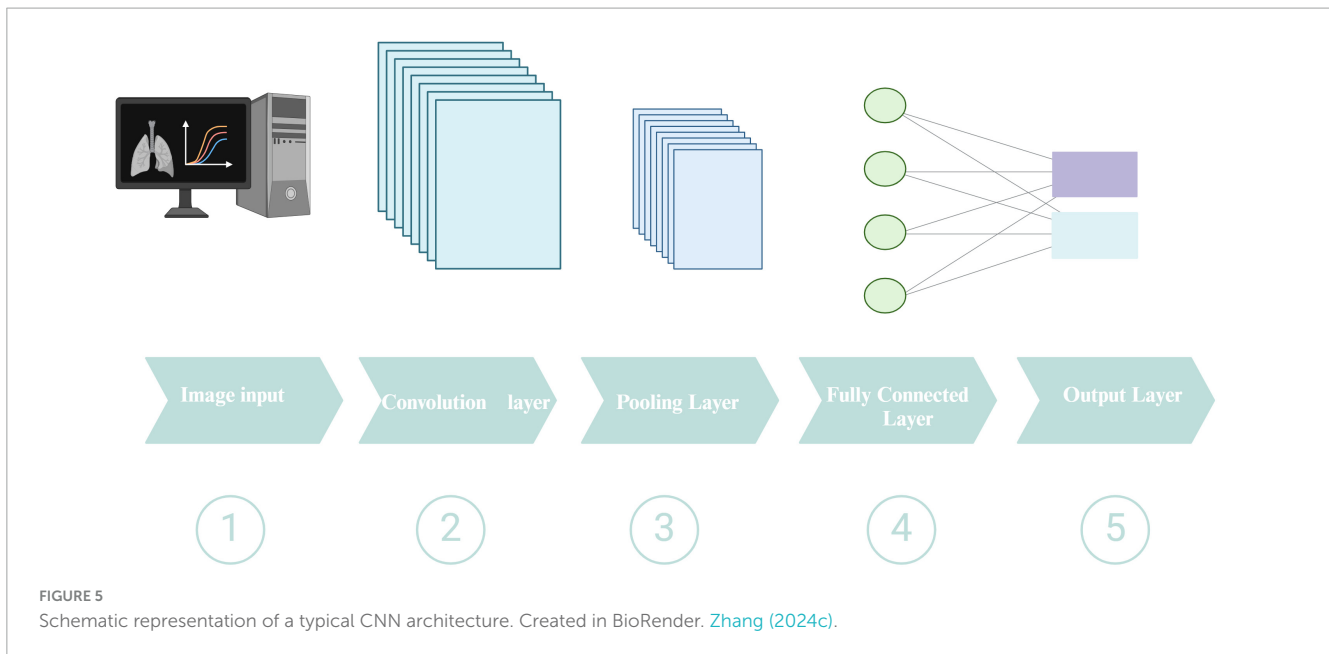 Image input
Convolution layer
Pooling Layer
Fully Connected
Layer
Output Layer
1
2
3
4
5
FIGURE 5
Schematic representation of a typical CNN architecture. Created in BioRender. Zhang (2024c).